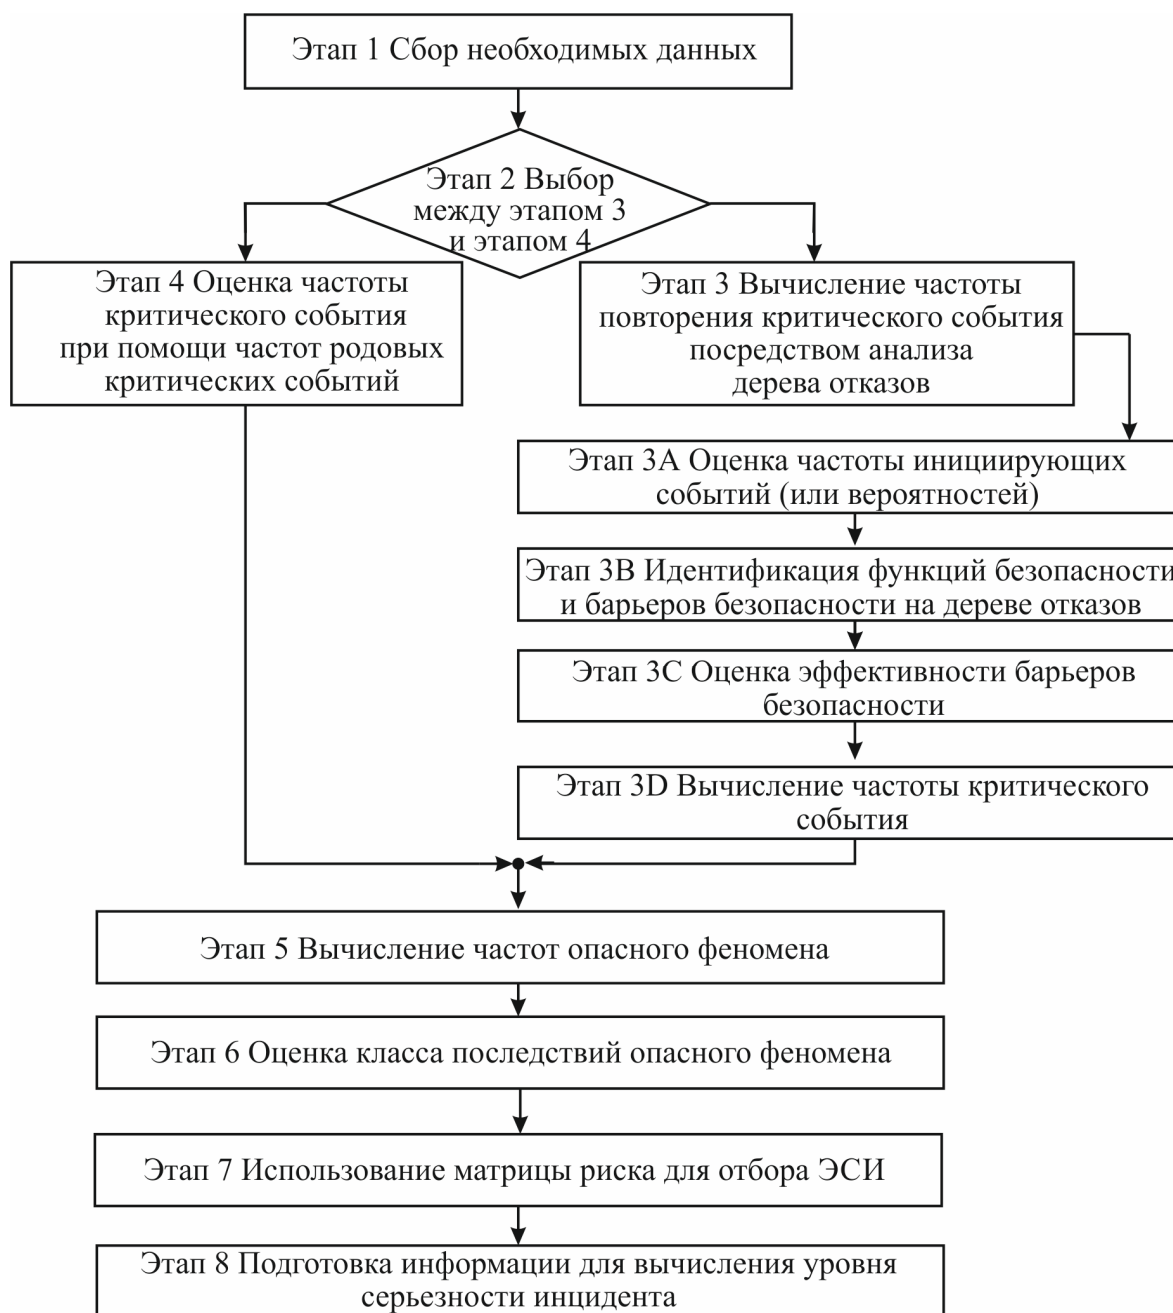 Этап 1 Сбор необходимых данных
Этап 2 Выбор
между этапом 3
и этапом 4
Этап 4 Оценка частоты
критического события
при помощи частот родовых
критических событий
Этап 3 Вычисление частоты
повторения критического события
посредством анализа
дерева отказов
Этап 3A Оценка частоты инициирующих
событий (или вероятностей)
Этап 3B Идентификация функций безопасности
и барьеров безопасности на дереве отказов
Этап 3C Оценка эффективности барьеров
безопасности
Этап 3D Вычисление частоты критического
события
Этап 5 Вычисление частот опасного феномена
Этап 6 Оценка класса последствий опасного феномена
Этап 7 Использование матрицы риска для отбора ЭСИ
Этап 8 Подготовка информации для вычисления уровня
серьезности инцидента